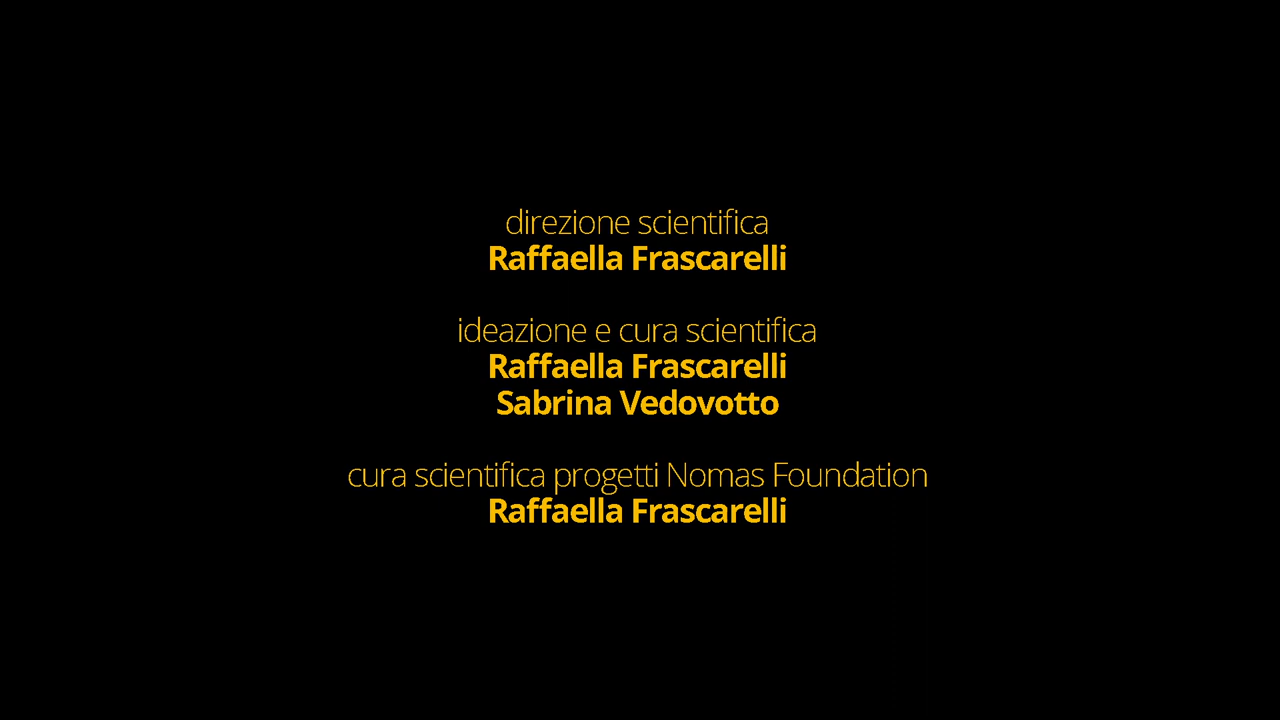 direzione scientifica
Raffaella Frascarelli
ideazione e cura scientifica
Raffaella Frascarelli
Sabrina Vedovotto
cura scientifica progetti Nomas Foundation
Raffaella Frascarelli